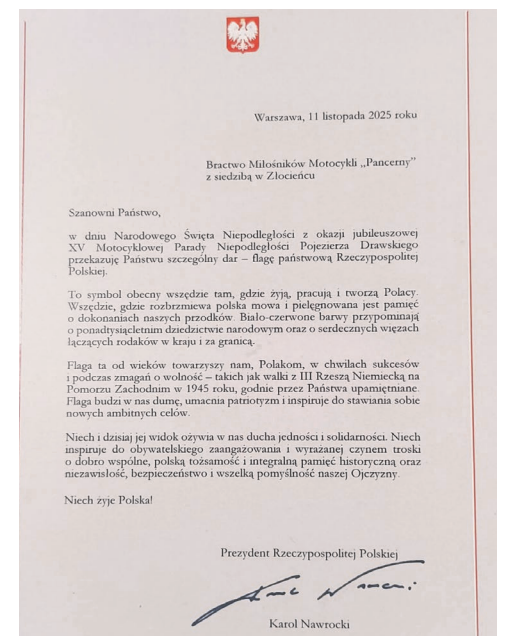 Warszawa, 11 listopada 2025 roku
Bractwo Miłośników Motocykli „Pancerny”
z siedzibą w Złocieńcu
Szanowni Państwo,
w dniu Narodowego Święta Niepodległości z okazji jubileuszowej
XV Motocyklowej Parady Niepodległości Pojezierza Drawskiego
przekazuję Państwu szczególny dar – flagę państwową Rzeczypospolitej
Polskiej.
To symbol obecny wszędzie tam, gdzie żyją, pracują i tworzą Polacy.
Wszędzie, gdzie rozbrzmiewa polska mowa i pielęgnowana jest pamięć
o dokonaniach naszych przodków. Biało-czerwone barwy przypominają
o ponadtysiącletnim dziedzictwie narodowym oraz o serdecznych więzach
łączących rodaków w kraju i za granicą.
Flaga ta od wieków towarzyszy nam, Polakom, w chwilach sukcesów
i podczas zmagań o wolność – takich jak walki z III Rzeszą Niemiecką na
Pomorzu Zachodnim w 1945 roku, godnie przez Państwa upamiętniane.
Flaga budzi w nas dumę, umacnia patriotyzm i inspiruje do stawiania sobie
nowych ambitnych celów.
Niech i dzisiaj jej widok ożywia w nas ducha jedności i solidarności. Niech
inspiruje do obywatelskiego zaangażowania i wyrażanej czynem troski
o dobro wspólne, polską tożsamość i integralną pamięć historyczną oraz
niezawisłość, bezpieczeństwo i wszelką pomyślność naszej Ojczyzny.
Niech żyje Polska!
Prezydent Rzeczypospolitej Polskiej
Karol Nawrocki